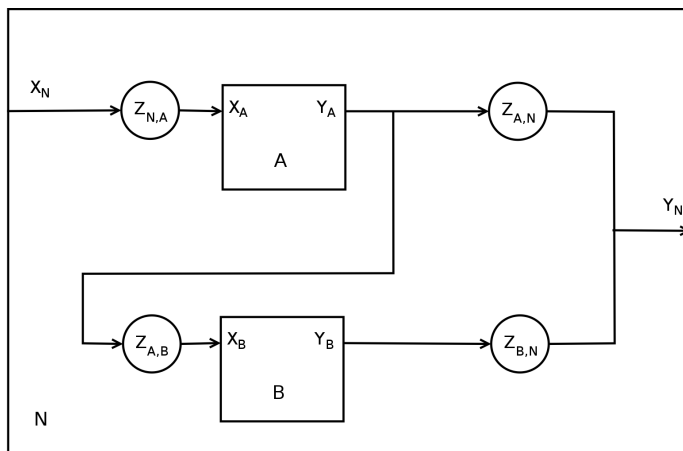 X_N
Z_N,A
X_A
Y_A
A
Z_A,N
Y_N
Z_A,B
X_B
Y_B
B
Z_B,N
N